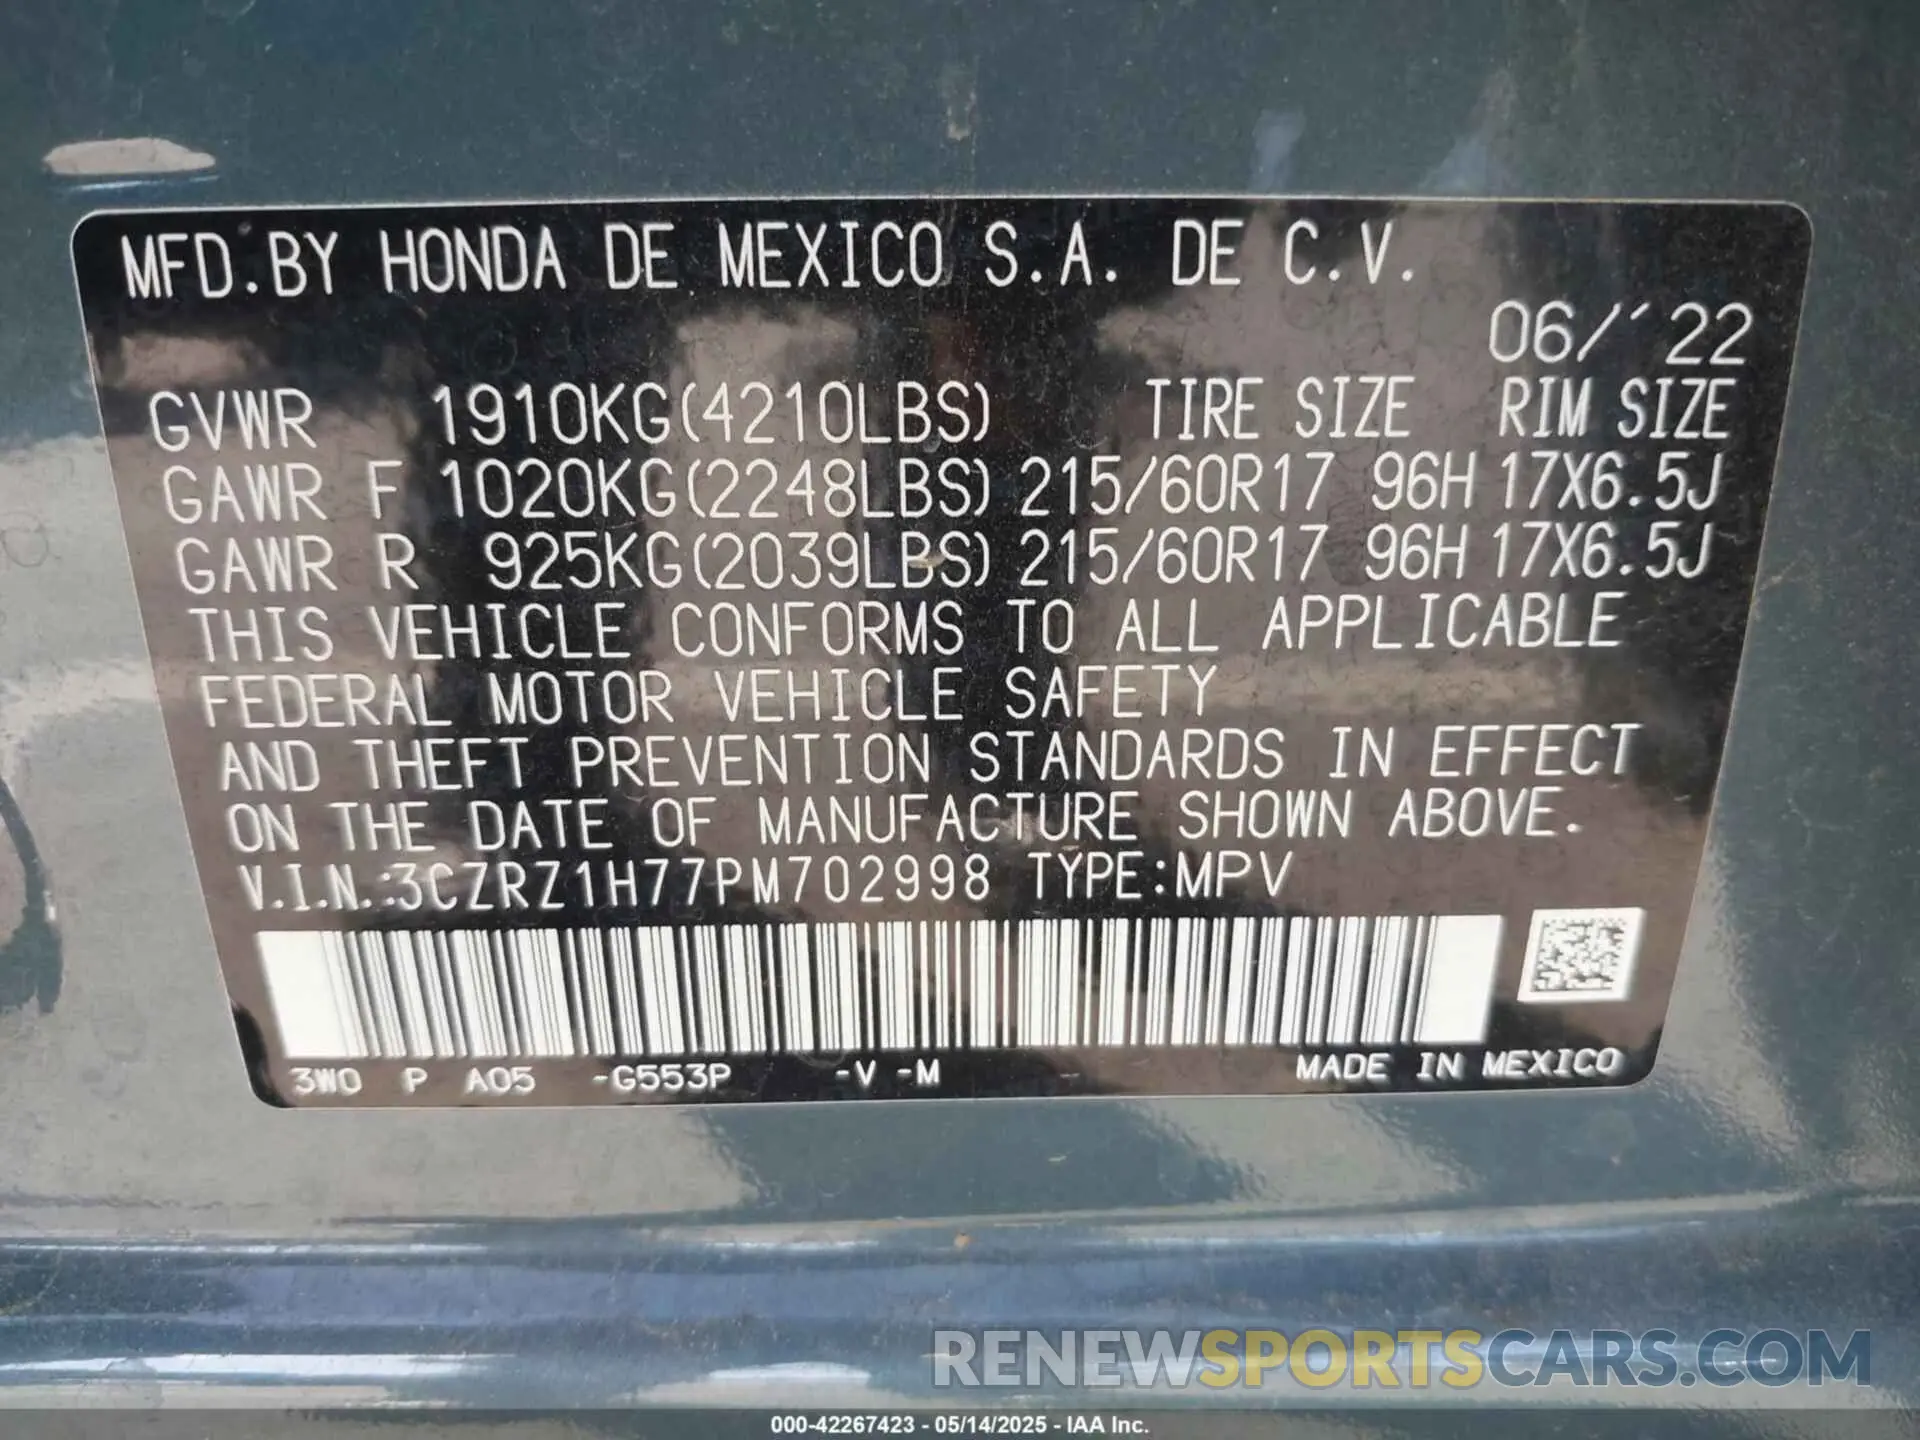 MFD.BY HONDA DE MEXICO S.A. DE C.V.
06/'22
GVWR 1910KG(4210LBS) TIRE SIZE RIM SIZE
GAWR F 1020KG(2248LBS) 215/60R17 96H 17X6.5J
GAWR R 925KG(2039LBS) 215/60R17 96H 17X6.5J
THIS VEHICLE CONFORMS TO ALL APPLICABLE
FEDERAL MOTOR VEHICLE SAFETY
AND THEFT PREVENTION STANDARDS IN EFFECT
ON THE DATE OF MANUFACTURE SHOWN ABOVE.
V.I.N.:3CZRZ1H77PM702998 TYPE:MPV
3W0 P A05 -G553P -V -M - MADE IN MEXICO
RENEWSPORTSCARS.COM
000-42267423 - 05/14/2025 - IAA Inc.